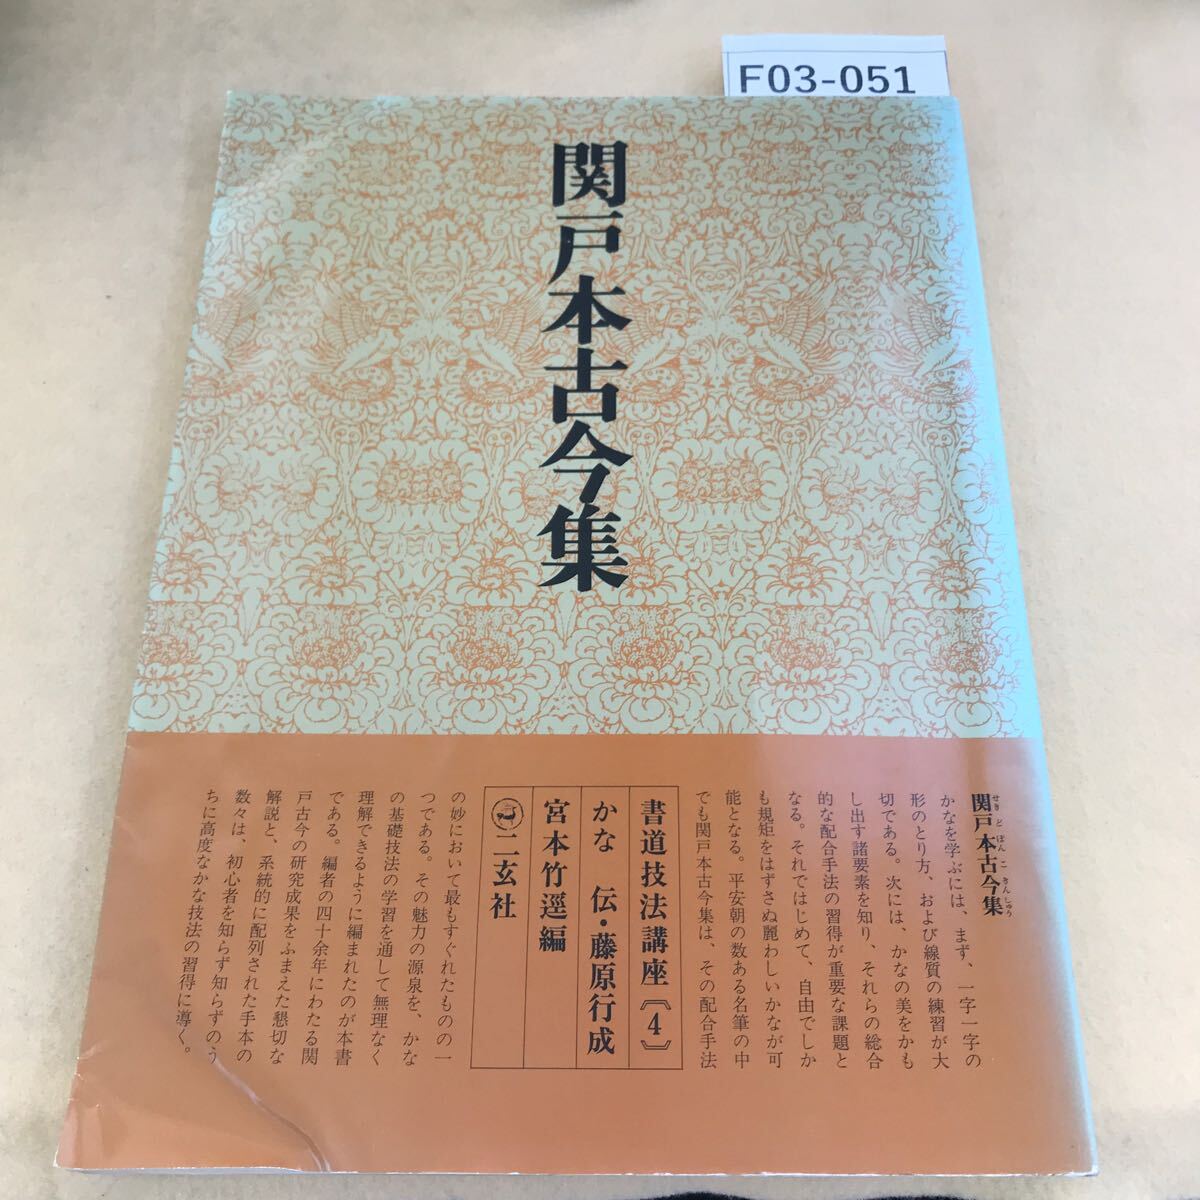 F03-051
関戸本古今集
関戸本古今集
せきどぼんこきんしゅう
かなを学ぶには、まず、一字一字の
形のとり方、および線質の練習が大
切である。次には、かなの美をかも
し出す諸要素を知り、それらの総合
的な配合手法の習得が重要な課題と
なる。それではじめて、自由でしか
も規矩をはずさぬ麗わしいかなが可
能となる。平安朝の数ある名筆の中
でも関戸本古今集は、その配合手法
書道技法講座〘4〙
かな 伝・藤原行成
宮本竹逕編
二玄社
の妙において最もすぐれたものの一
つである。その魅力の源泉を、かな
の基礎技法の学習を通して無理なく
理解できるように編まれたのが本書
である。編者の四十余年にわたる関
戸古今の研究成果をふまえた懇切な
解説と、系統的に配列された手本の
数々は、初心者を知らず知らずのう
ちに高度なかな技法の習得に導く。